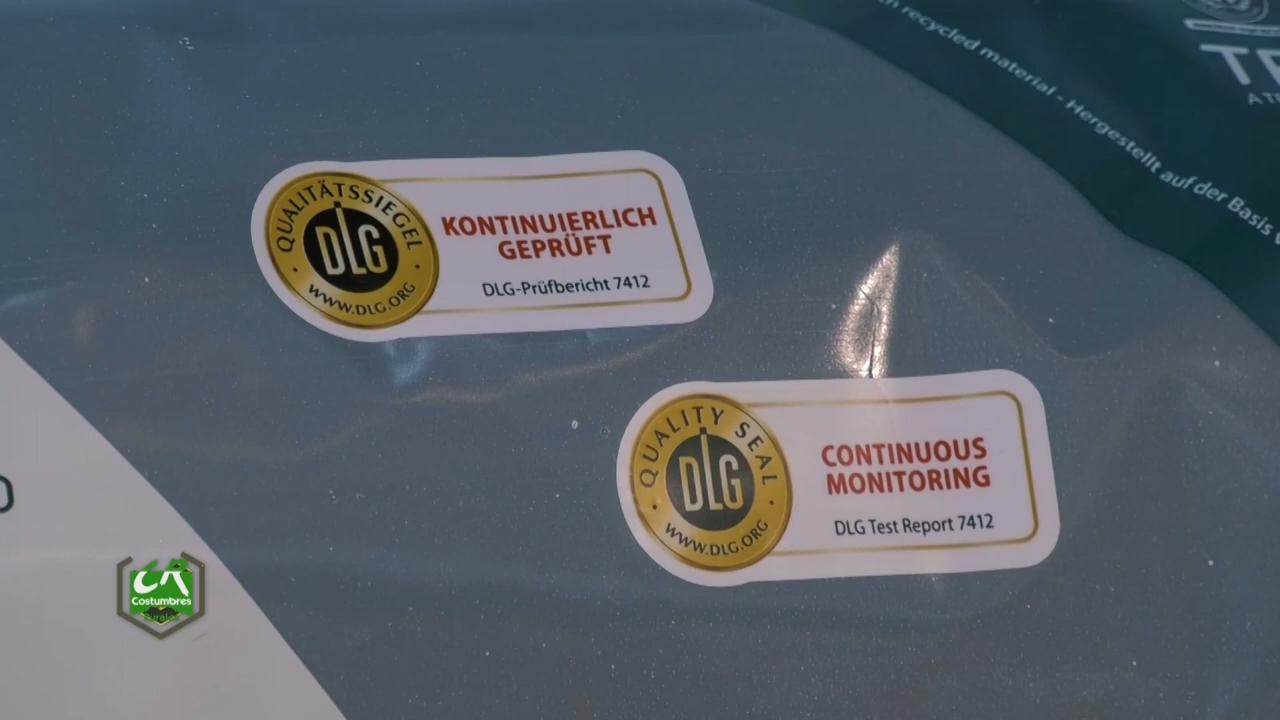 recycled material - Hergestellt auf der Basis
QUALITÄTSSIEGEL
DLG
WWW.DLG.ORG
KONTINUIERLICH
GEPRÜFT
DLG-Prüfbericht 7412
QUALITY SEAL
DLG
WWW.DLG.ORG
CONTINUOUS
MONITORING
DLG Test Report 7412
Costumbres
Rurales